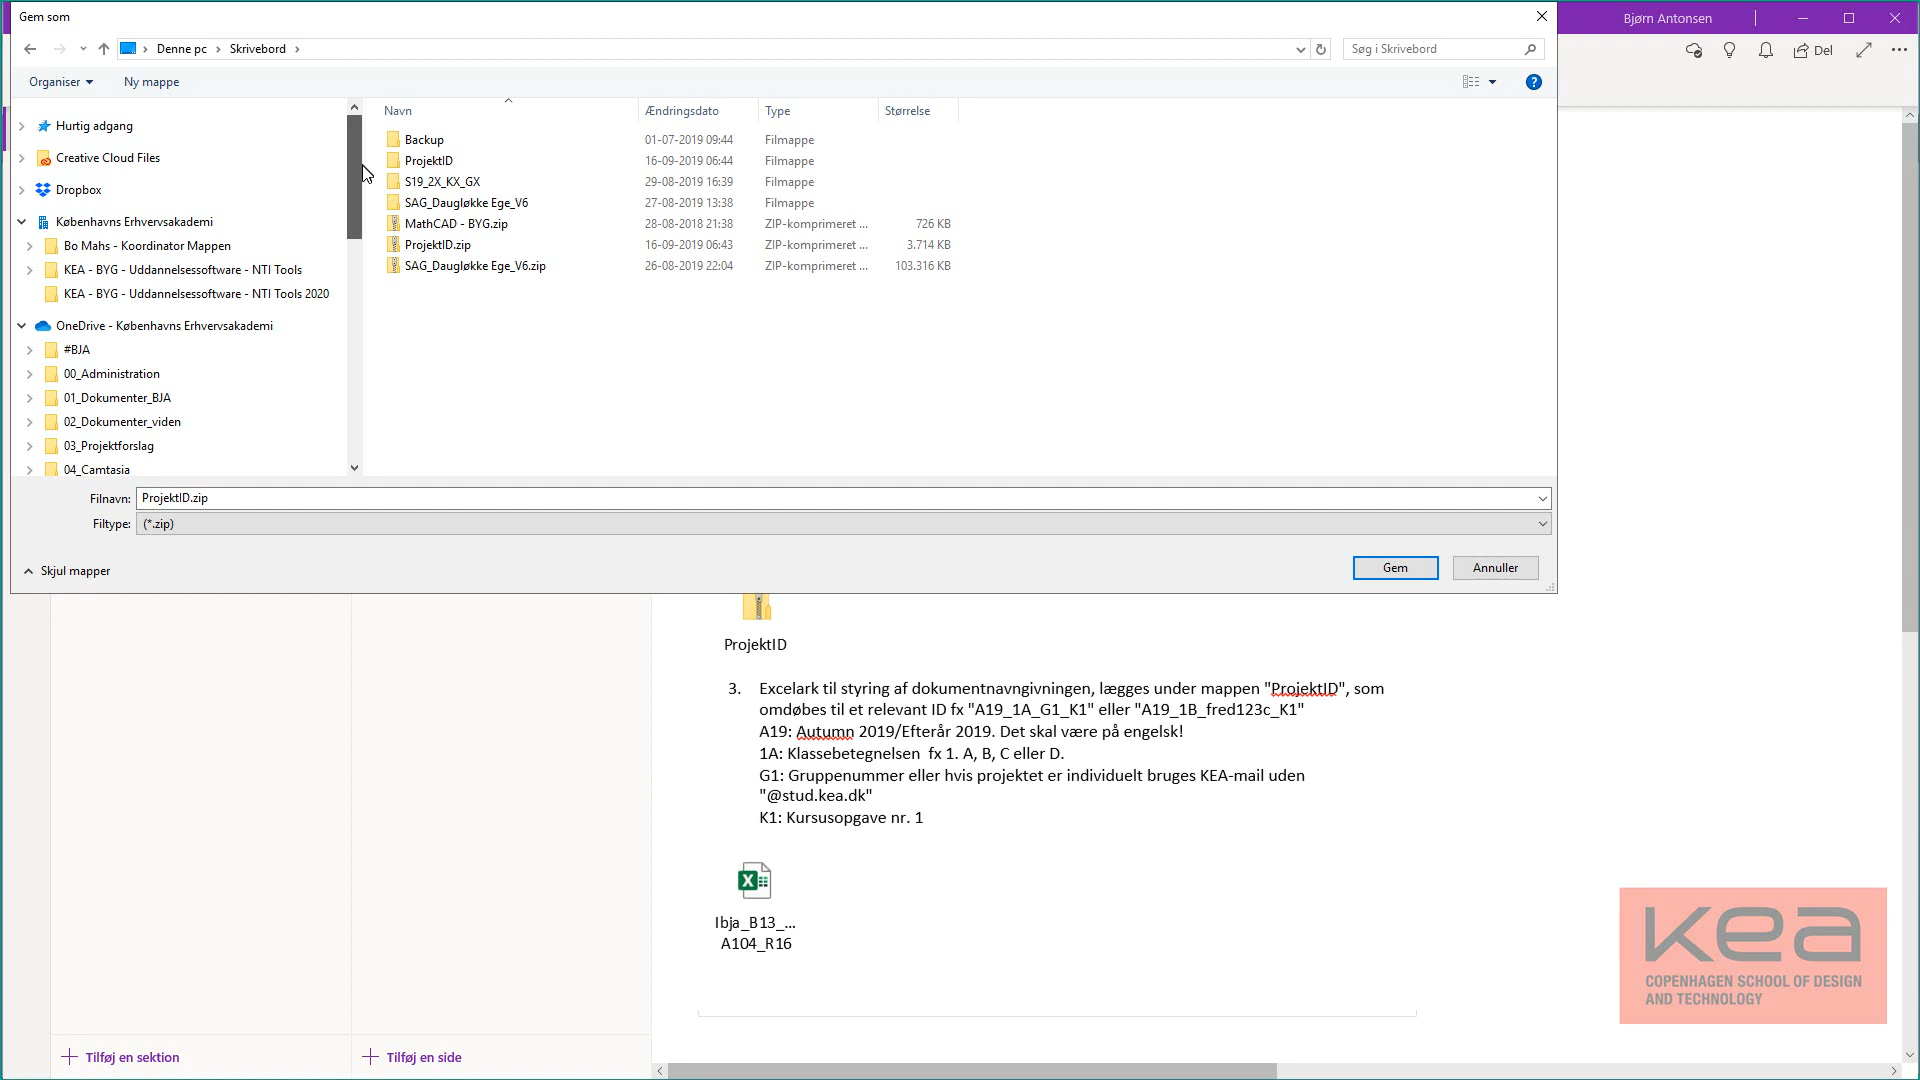 Gem som
Bjørn Antonsen
Denne pc
Skrivebord
Søg i Skrivebord
Del
Organiser
Ny mappe
Navn
Ændringsdato
Type
Størrelse
Hurtig adgang
Creative Cloud Files
Dropbox
Københavns Erhvervsakademi
Bo Mahs - Koordinator Mappen
KEA - BYG - Uddannelsessoftware - NTI Tools
KEA - BYG - Uddannelsessoftware - NTI Tools 2020
OneDrive - Københavns Erhvervsakademi
#BJA
00_Administration
01_Dokumenter_BJA
02_Dokumenter_viden
03_Projektforslag
04_Camtasia
Backup 01-07-2019 09:44 Filmappe
ProjektID 16-09-2019 06:44 Filmappe
S19_2X_KX_GX 29-08-2019 16:39 Filmappe
SAG_Daugløkke Ege_V6 27-08-2019 13:38 Filmappe
MathCAD - BYG.zip 28-08-2018 21:38 ZIP-komprimeret ... 726 KB
ProjektID.zip 16-09-2019 06:43 ZIP-komprimeret ... 3.714 KB
SAG_Daugløkke Ege_V6.zip 26-08-2019 22:04 ZIP-komprimeret ... 103.316 KB
Filnavn: ProjektID.zip
Filtype: (*.zip)
Skjul mapper
Gem
Annuller
ProjektID
3. Excelark til styring af dokumentnavngivningen, lægges under mappen "ProjektID", som
omdøbes til et relevant ID fx "A19_1A_G1_K1" eller "A19_1B_fred123c_K1"
A19: Autumn 2019/Efterår 2019. Det skal være på engelsk!
1A: Klassebetegnelsen fx 1. A, B, C eller D.
G1: Gruppenummer eller hvis projektet er individuelt bruges KEA-mail uden
"@stud.kea.dk"
K1: Kursusopgave nr. 1
Ibja_B13_...
A104_R16
kea
COPENHAGEN SCHOOL OF DESIGN
AND TECHNOLOGY
Tilføj en sektion
Tilføj en side